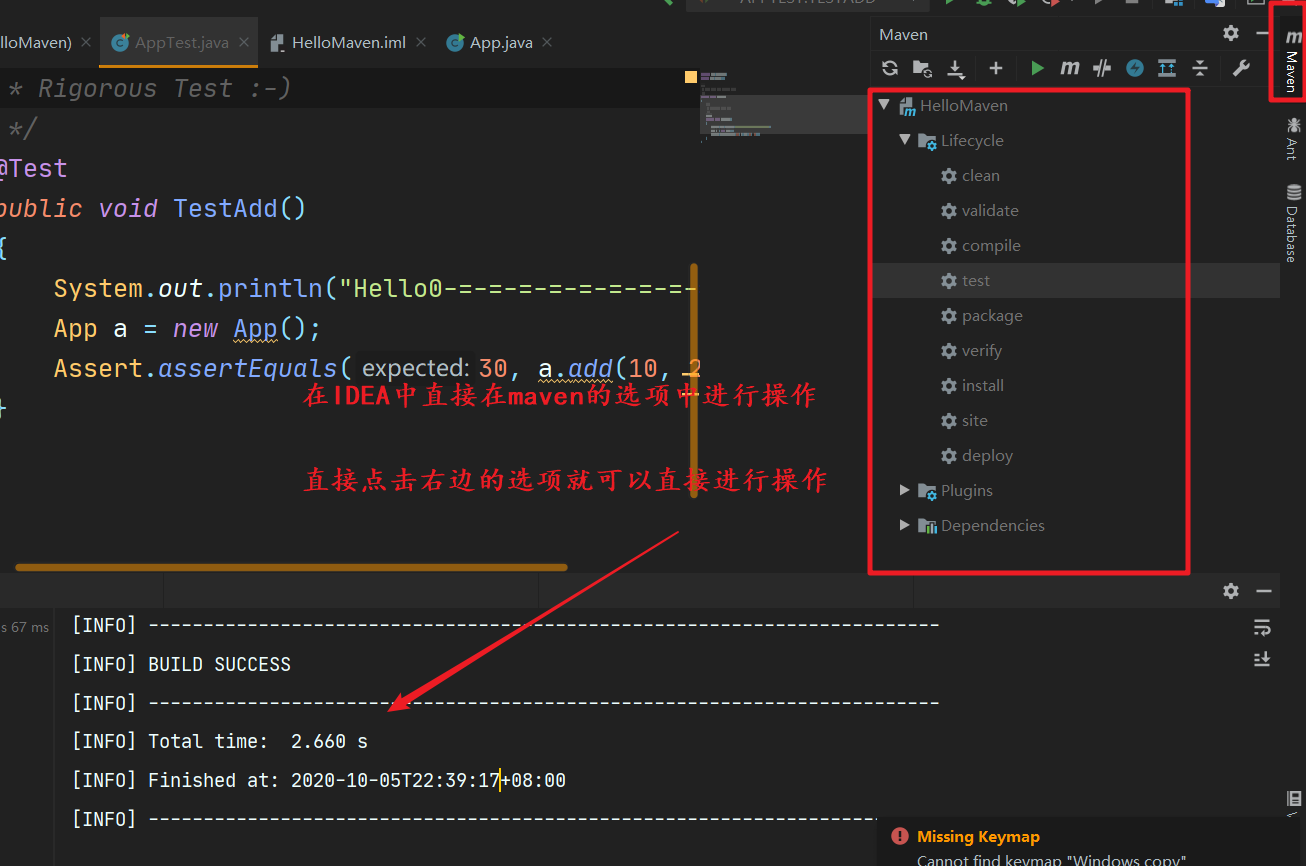 APPTEST.TESTADD
lloMaven)
AppTest.java
HelloMaven.iml
App.java
Maven
* Rigorous Test :-)
*/
@Test
public void TestAdd()
{
System.out.println("Hello0-=-=-=-=-=-=-=-=-
App a = new App();
Assert.assertEquals( expected: 30, a.add(10, 2
在IDEA中直接在maven的选项中进行操作
直接点击右边的选项就可以直接进行操作
HelloMaven
Lifecycle
clean
validate
compile
test
package
verify
install
site
deploy
Plugins
Dependencies
m
Maven
Ant
Database
s 67 ms
[INFO] ------------------------------------------------------------------------
[INFO] BUILD SUCCESS
[INFO] ------------------------------------------------------------------------
[INFO] Total time:  2.660 s
[INFO] Finished at: 2020-10-05T22:39:17+08:00
[INFO] ------------------------------------------------------------------
Missing Keymap
Cannot find keymap "Windows copy"